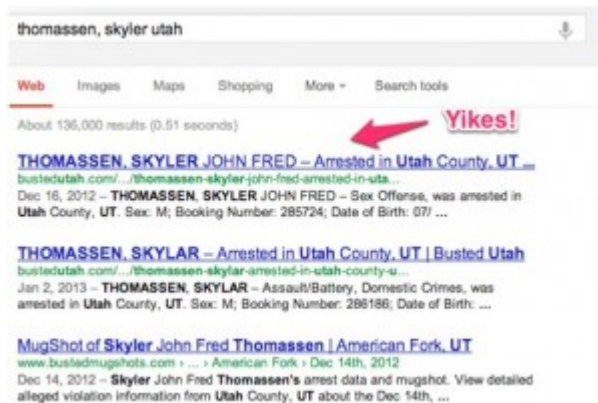 thomassen, skyler utah
Web Images Maps Shopping More Search tools
About 136,000 results (0.51 seconds)
Yikes!
THOMASSEN, SKYLER JOHN FRED – Arrested in Utah County, UT ...
bustedutah.com/.../thomassen-skyler-john-fred-arrested-in-uta...
Dec 16, 2012 – THOMASSEN, SKYLER JOHN FRED – Sex Offense, was arrested in
Utah County, UT. Sex: M; Booking Number: 285724; Date of Birth: 07/ ...
THOMASSEN, SKYLAR – Arrested in Utah County, UT | Busted Utah
bustedutah.com/.../thomassen-skylar-arrested-in-utah-county-u...
Jan 2, 2013 – THOMASSEN, SKYLAR – Assault/Battery, Domestic Crimes, was
arrested in Utah County, UT. Sex: M; Booking Number: 286186; Date of Birth: ...
MugShot of Skyler John Fred Thomassen | American Fork, UT
www.bustedmugshots.com › ... › American Fork › Dec 14th, 2012
Dec 14, 2012 – Skyler John Fred Thomassen's arrest data and mugshot. View detailed
alleged violation information from Utah County, UT about the Dec 14th, ...